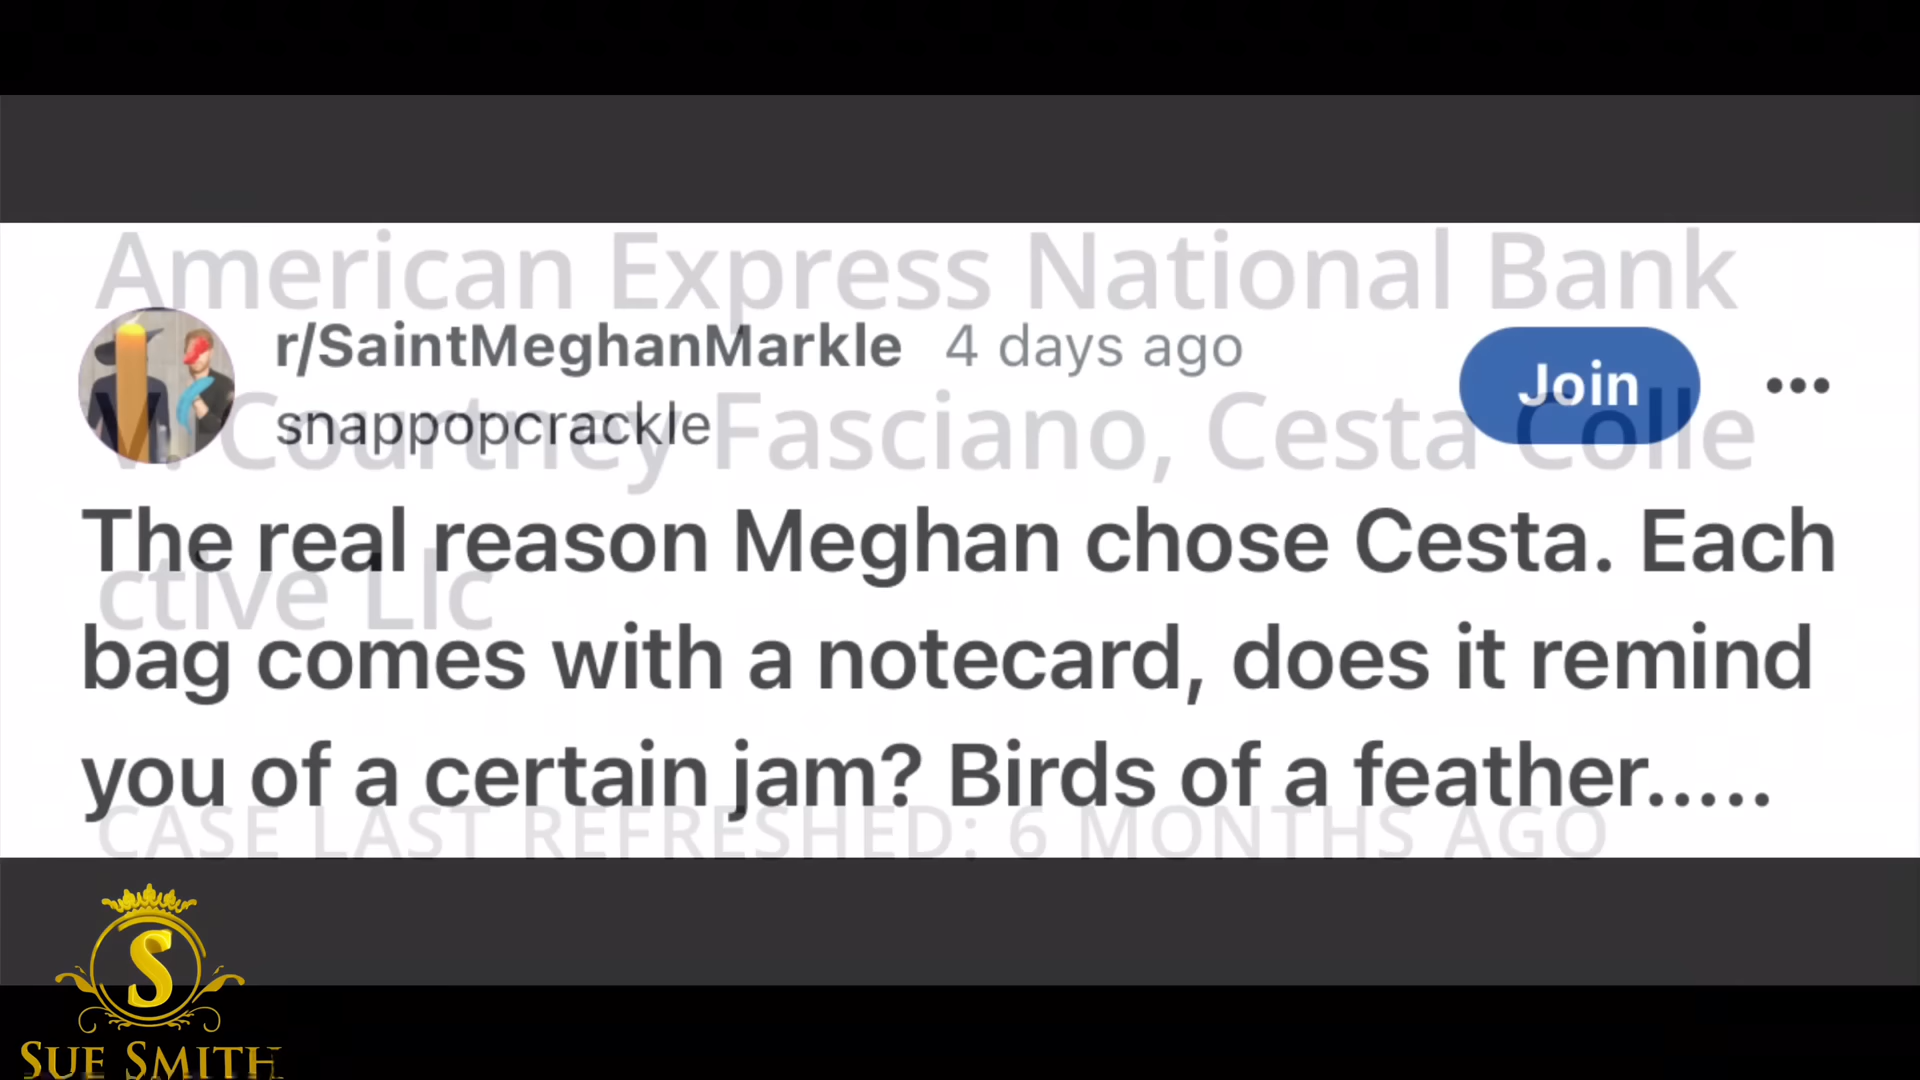 American Express National Bank
r/SaintMeghanMarkle 4 days ago
Join
snappopcrackle
V. Courtney Fasciano, Cesta Colle
The real reason Meghan chose Cesta. Each
ctive Llc
bag comes with a notecard, does it remind
you of a certain jam? Birds of a feather.....
CASE LAST REFRESHED: 6 MONTHS AGO
S
SUE SMITH